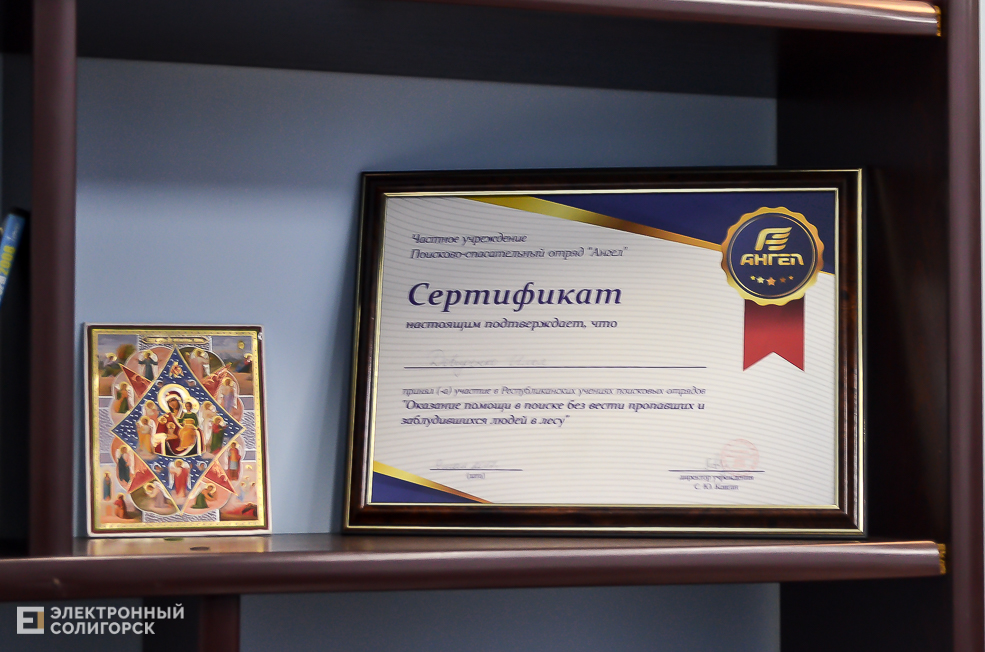 Частное учреждение
Поисково-спасательный отряд "Ангел"
АНГЕЛ
Сертификат
настоящим подтверждает, что
принял (-а) участие в Республиканских учениях поисковых отрядов
"Оказание помощи в поиске без вести пропавших и
заблудившихся людей в лесу"
(дата)
директор учреждения
С. Ю.
ЭЛЕКТРОННЫЙ
СОЛИГОРСК